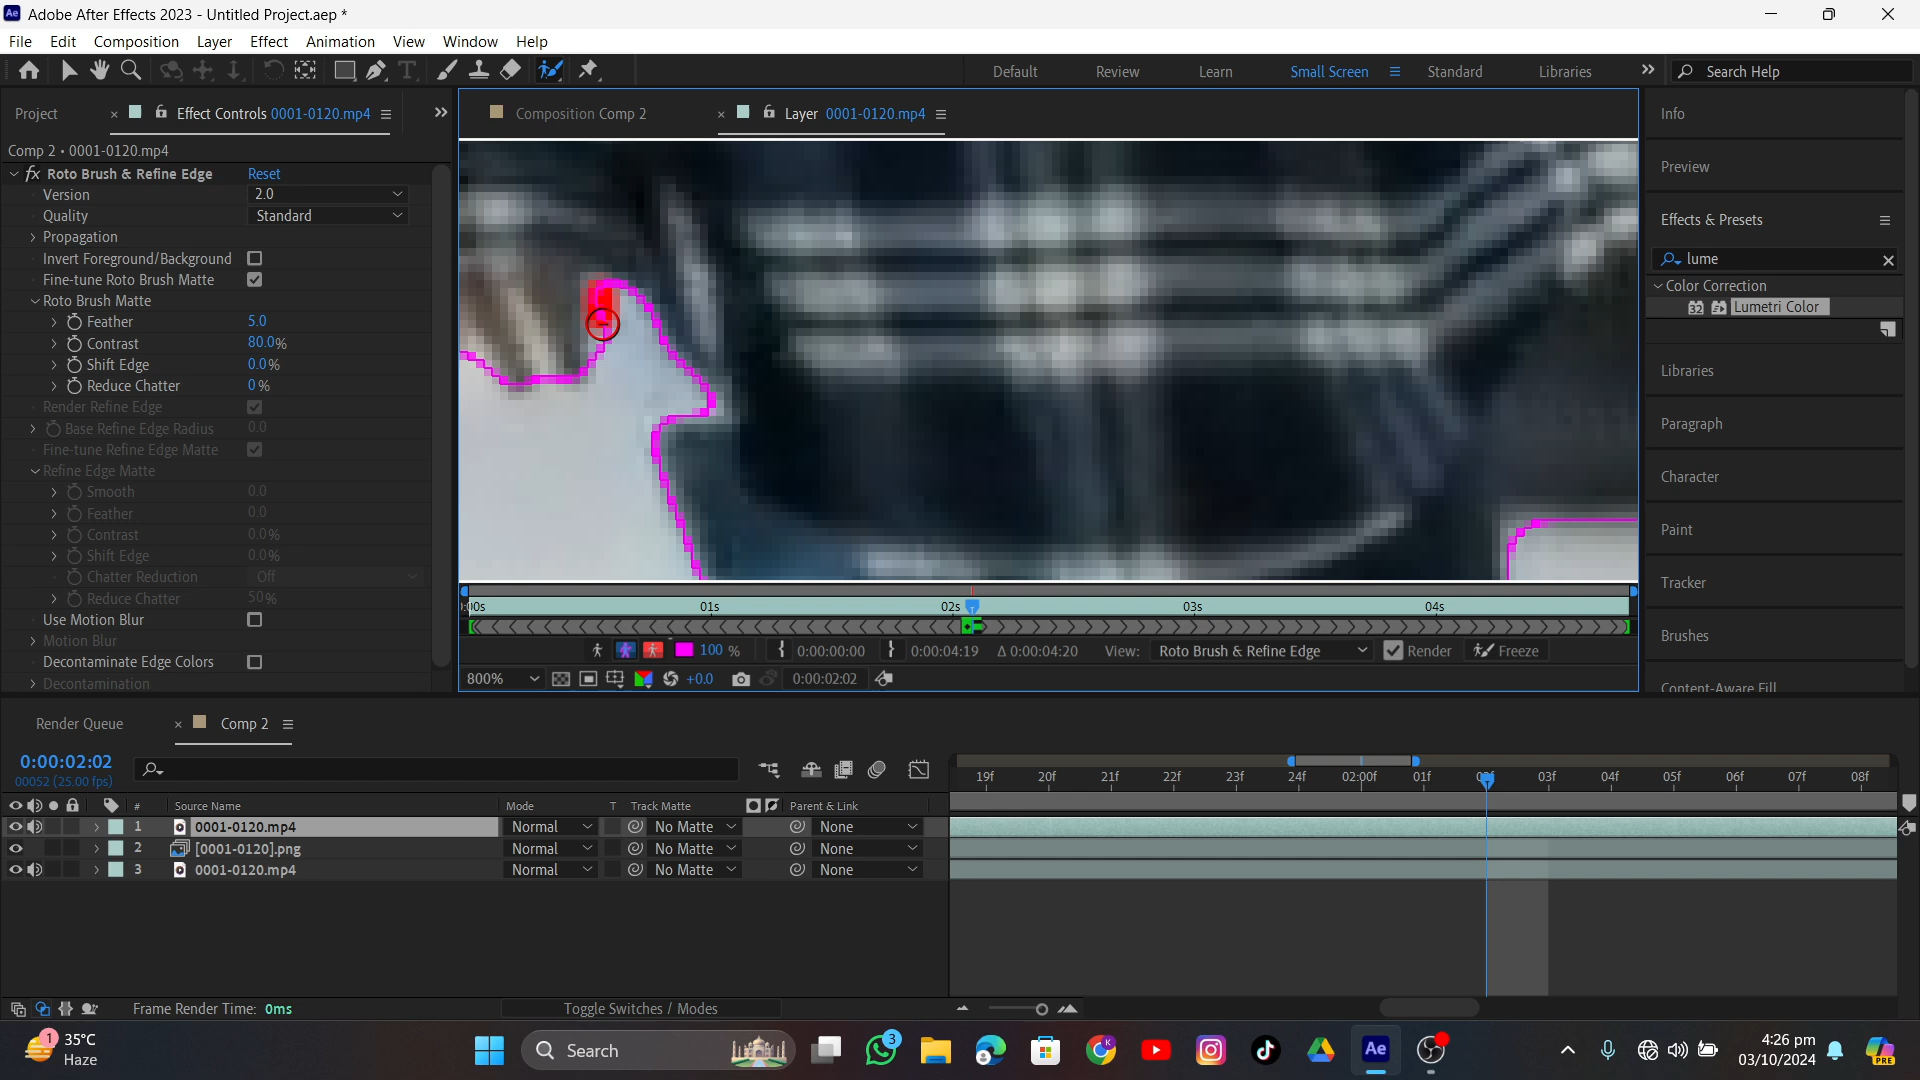 Adobe After Effects 2023 - Untitled Project.aep *
File Edit Composition Layer Effect Animation View Window Help
Default Review Learn Small Screen Standard Libraries Search Help
Project Effect Controls 0001-0120.mp4
Composition Comp 2 Layer 0001-0120.mp4
Comp 2 • 0001-0120.mp4
fx Roto Brush & Refine Edge Reset
Version 2.0
Quality Standard
Propagation
Invert Foreground/Background
Fine-tune Roto Brush Matte
Roto Brush Matte
Feather 5.0
Contrast 80.0%
Shift Edge 0.0%
Reduce Chatter 0%
Render Refine Edge
Base Refine Edge Radius 0.0
Fine-tune Refine Edge Matte
Refine Edge Matte
Smooth 0.0
Feather 0.0
Contrast 0.0%
Shift Edge 0.0%
Chatter Reduction Off
Reduce Chatter 50%
Use Motion Blur
Motion Blur
Decontaminate Edge Colors
Decontamination
Info
Preview
Effects & Presets
lume
Color Correction
32 Lumetri Color
Libraries
Paragraph
Character
Paint
Tracker
Brushes
Content-Aware Fill
:00s 01s 02s 03s 04s
100 % 0:00:00:00 0:00:04:19 Δ 0:00:04:20 View: Roto Brush & Refine Edge Render Freeze
800% +0.0 0:00:02:02
Render Queue Comp 2
0:00:02:02
00052 (25.00 fps)
19f 20f 21f 22f 23f 24f 02:00f 01f 02f 03f 04f 05f 06f 07f 08f
# Source Name Mode T Track Matte Parent & Link
1 0001-0120.mp4 Normal No Matte None
2 [0001-0120].png Normal No Matte None
3 0001-0120.mp4 Normal No Matte None
Frame Render Time: 0ms Toggle Switches / Modes
1 35°C
Haze
Search
3
Ae
4:26 pm
03/10/2024
PRE